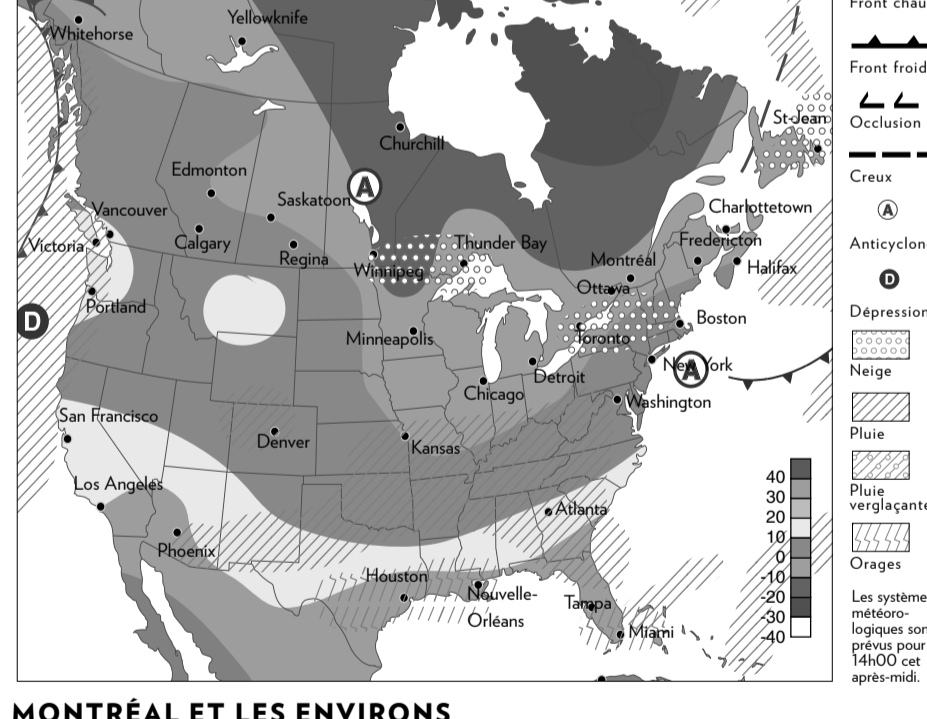 Front chau
Yellowknife
Whitehorse
Front froid
St-Jean
Occlusion
Churchill
Edmonton
Creux
A
Saskatoon
Vancouver
Charlottetown
A
Victoria
Calgary
Regina
Thunder Bay
Fredericton
Anticyclon
Winnipeg
Montréal
Halifax
D
Ottawa
Portland
Dépression
D
Boston
Minneapolis
Toronto
New York
A
Neige
Detroit
Chicago
Washington
San Francisco
Denver
Kansas
Pluie
Los Angeles
40
30
20
10
0
-10
-20
-30
-40
Pluie
verglaçante
Atlanta
Phoenix
Orages
Houston
Nouvelle-
Orléans
Tampa
Miami
Les système
météoro-
logiques son
prévus pour
14h00 cet
après-midi.
MONTRÉAL ET LES ENVIRONS